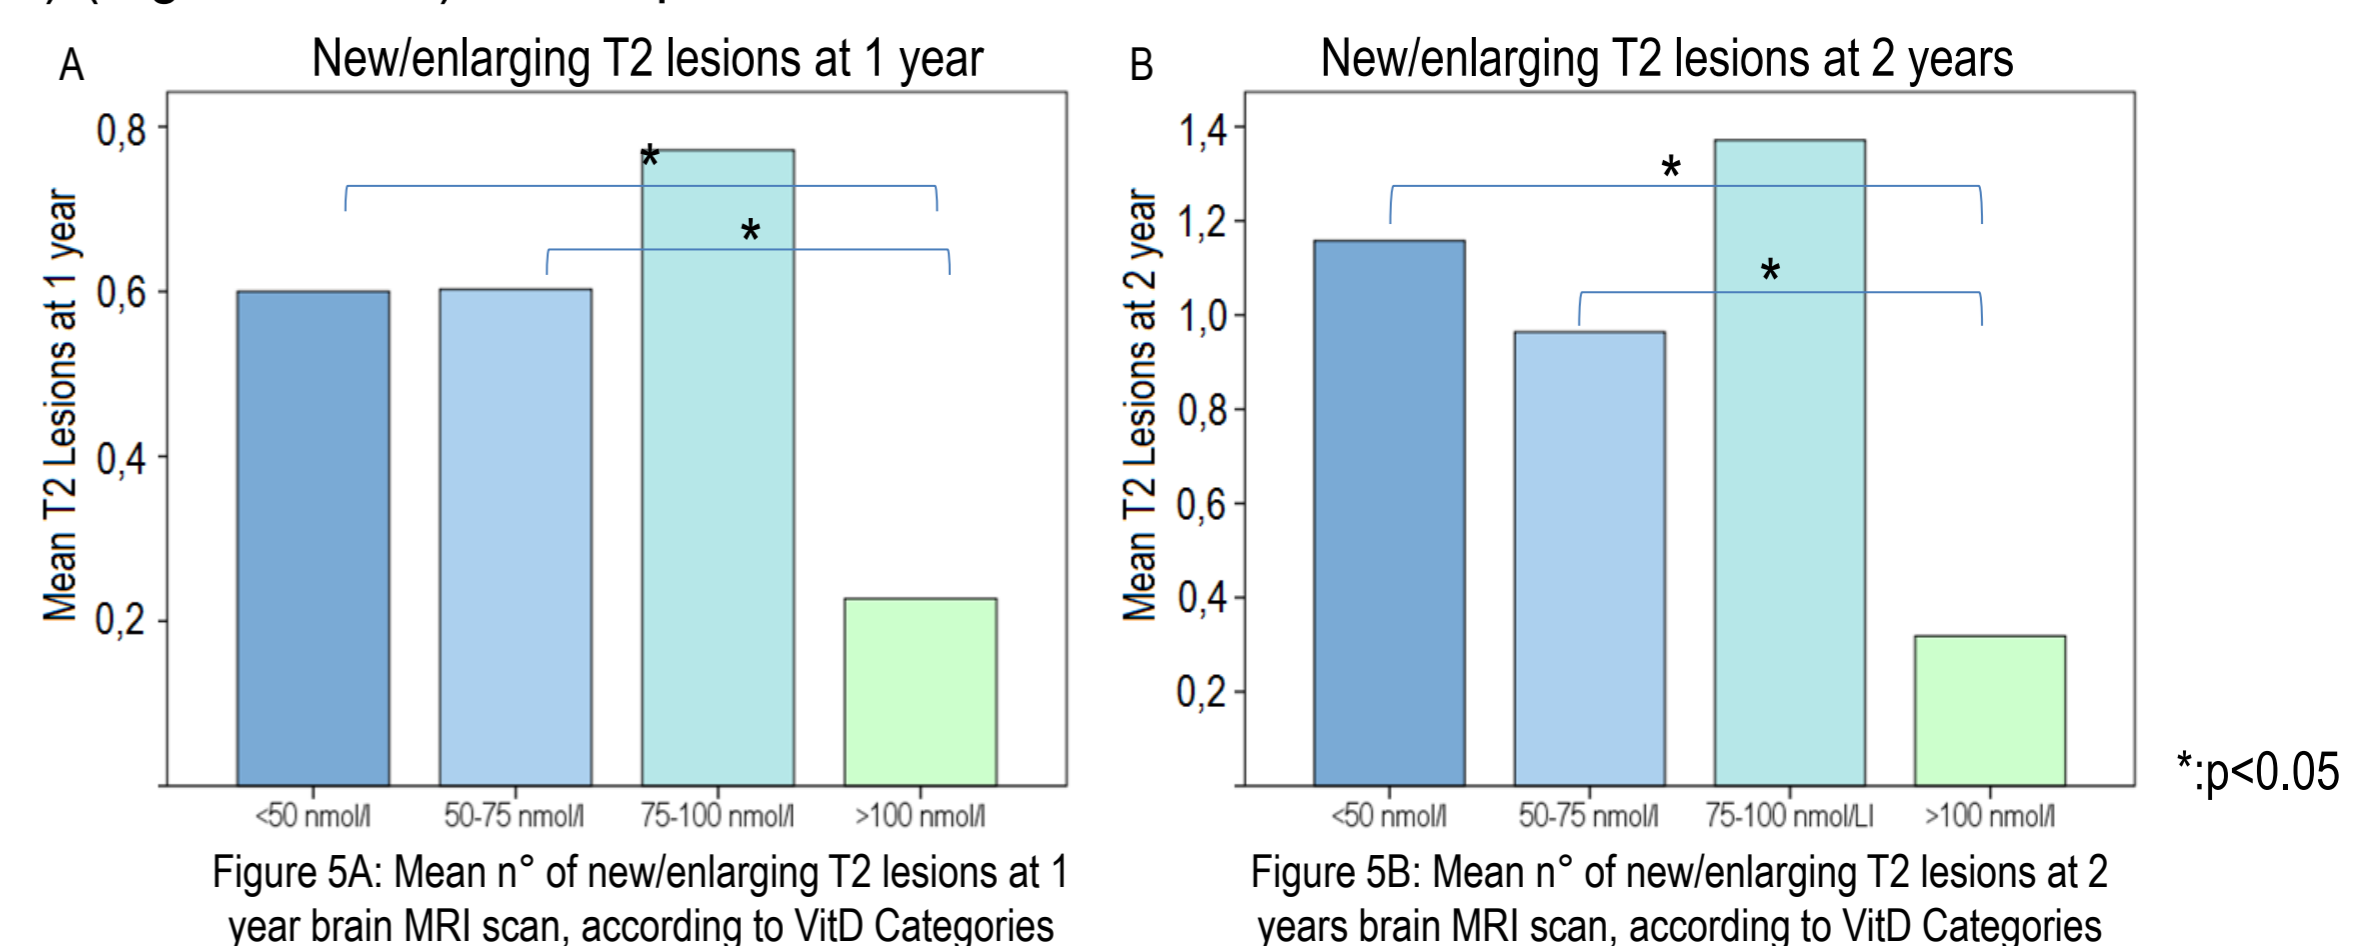 A
New/enlarging T2 lesions at 1 year
Mean T2 Lesions at 1 year
0,8
0,6
0,4
0,2
*
*
<50 nmol/l
50-75 nmol/l
75-100 nmol/l
>100 nmol/l
Figure 5A: Mean n° of new/enlarging T2 lesions at 1
year brain MRI scan, according to VitD Categories
B
New/enlarging T2 lesions at 2 years
Mean T2 Lesions at 2 year
1,4
1,2
1,0
0,8
0,6
0,4
0,2
*
*
<50 nmol/l
50-75 nmol/l
75-100 nmol/LI
>100 nmol/l
*:p<0.05
Figure 5B: Mean n° of new/enlarging T2 lesions at 2
years brain MRI scan, according to VitD Categories